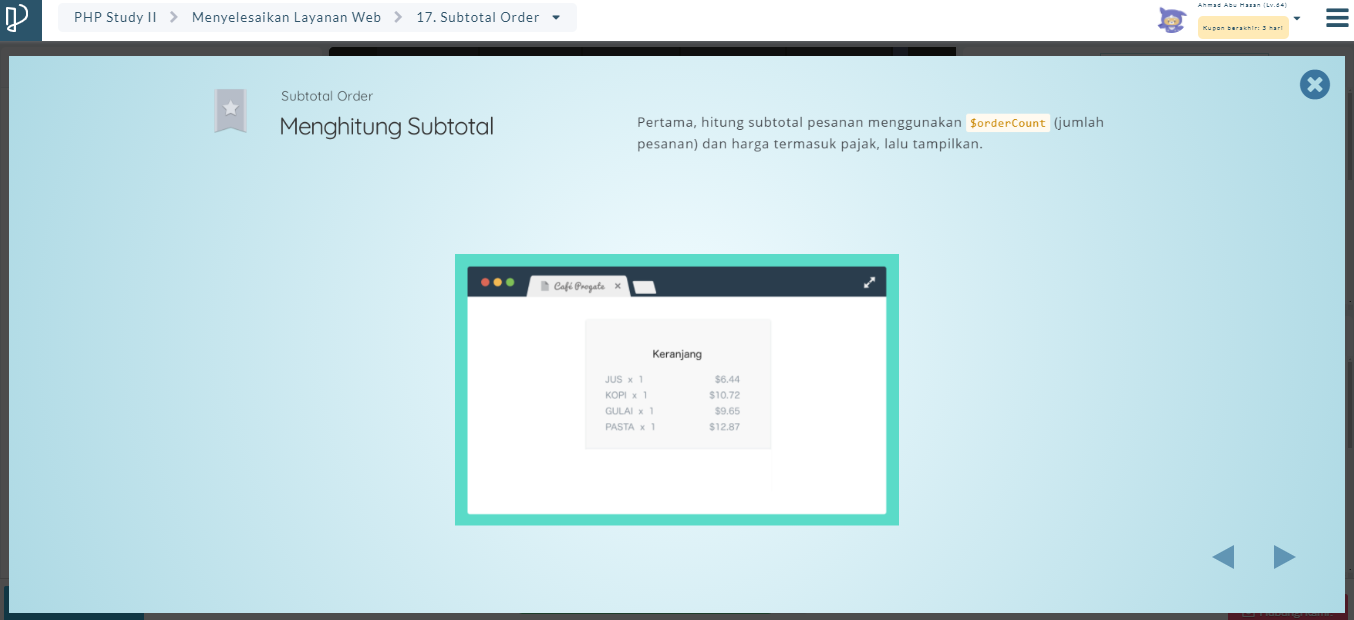 PHP Study II
Menyelesaikan Layanan Web
17. Subtotal Order
Ahmad Abu Hasan (Lv.64)
Kupon berakhir: 3 hari
Subtotal Order
Menghitung Subtotal
Pertama, hitung subtotal pesanan menggunakan $orderCount (jumlah
pesanan) dan harga termasuk pajak, lalu tampilkan.
Café Progate
Keranjang
JUS x 1 $6.44
KOPI x 1 $10.72
GULAI x 1 $9.65
PASTA x 1 $12.87